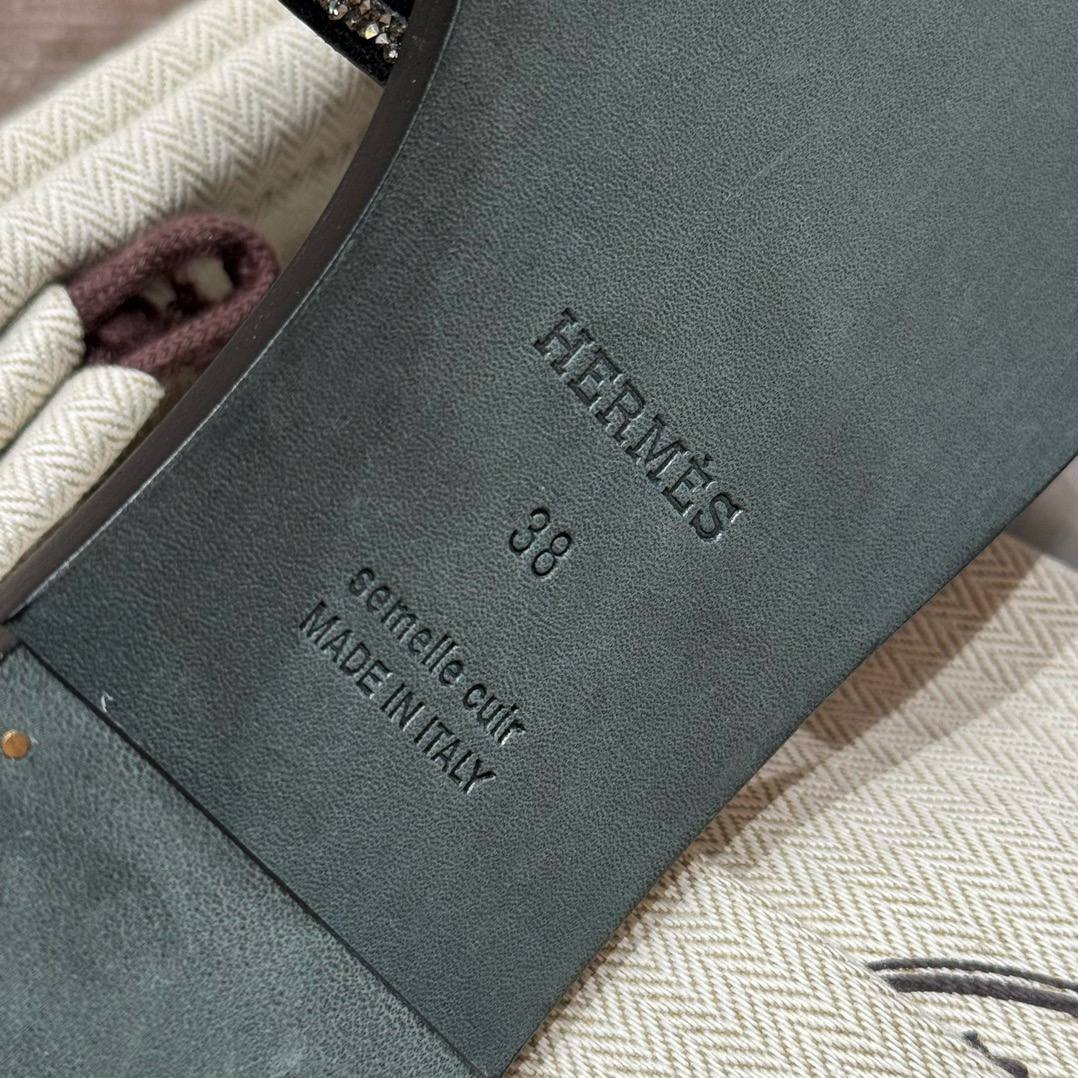 HERMÈS
38
semelle cuir
MADE IN ITALY